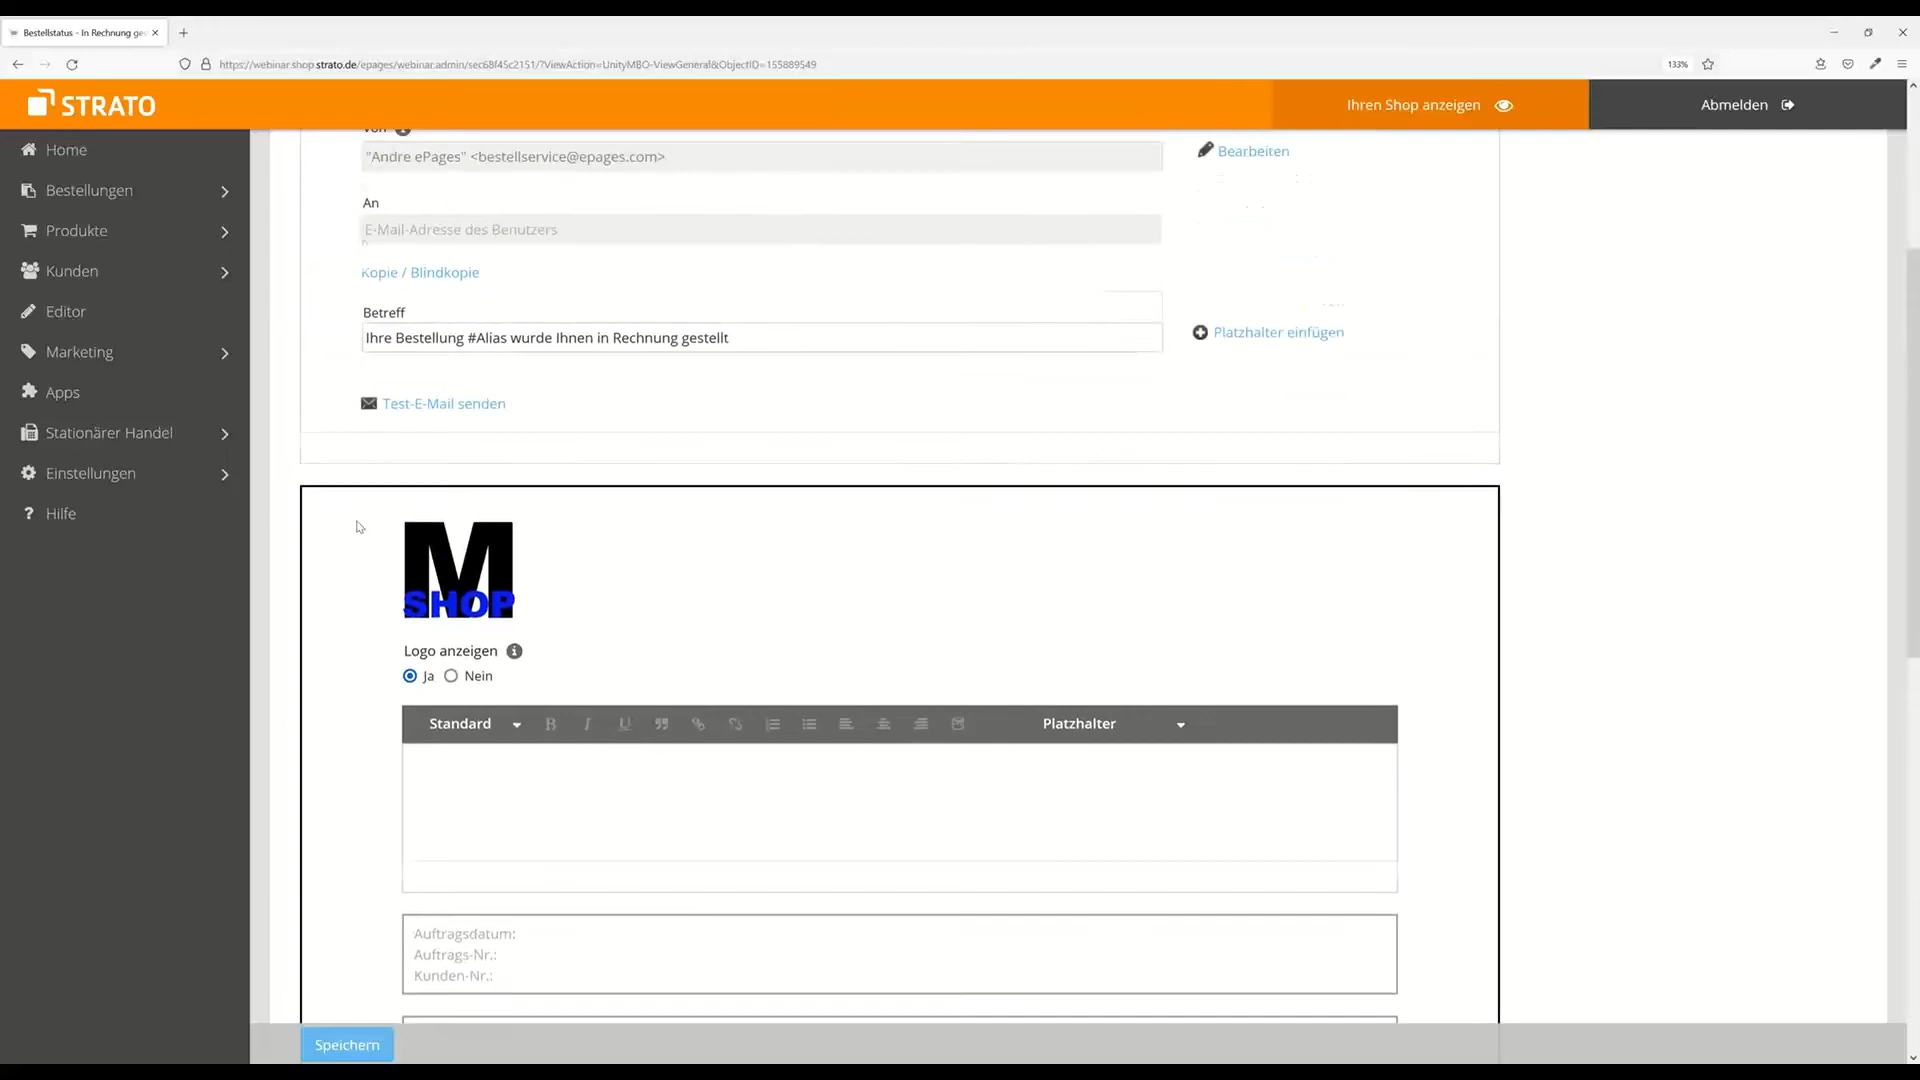 Bestellstatus - In Rechnung ge
https://webinar.shop.strato.de/epages/webinar.admin/sec68f45c2151/?ViewAction=UnityMBO-ViewGeneral&ObjectID=155889549
133%
STRATO
Ihren Shop anzeigen
Abmelden
Home
Bestellungen
Produkte
Kunden
Editor
Marketing
Apps
Stationärer Handel
Einstellungen
Hilfe
Von
"Andre ePages" <bestellservice@epages.com>
Bearbeiten
An
E-Mail-Adresse des Benutzers
Kopie / Blindkopie
Betreff
Ihre Bestellung #Alias wurde Ihnen in Rechnung gestellt
Platzhalter einfügen
Test-E-Mail senden
M
SHOP
Logo anzeigen
Ja Nein
Standard B I U Platzhalter
Auftragsdatum:
Auftrags-Nr.:
Kunden-Nr.:
Speichern